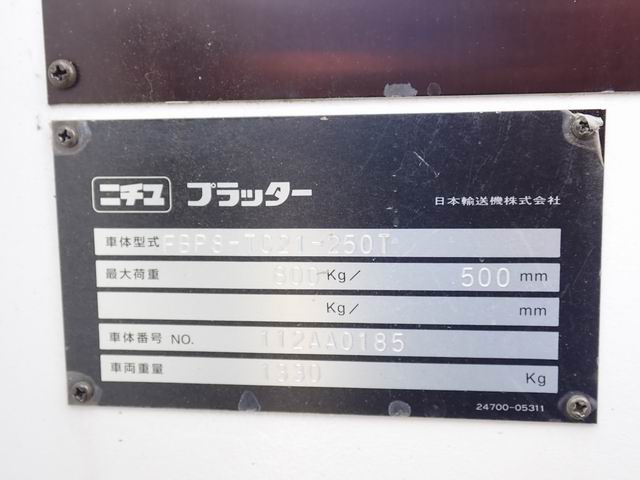 ニチユ プラッター 日本輸送機株式会社
車体型式 FBP8-TC21-250T
最大荷重 800 Kg/ 500 mm
Kg/ mm
車体番号 NO. 112AA0185
車両重量 1330 Kg
24700-05311